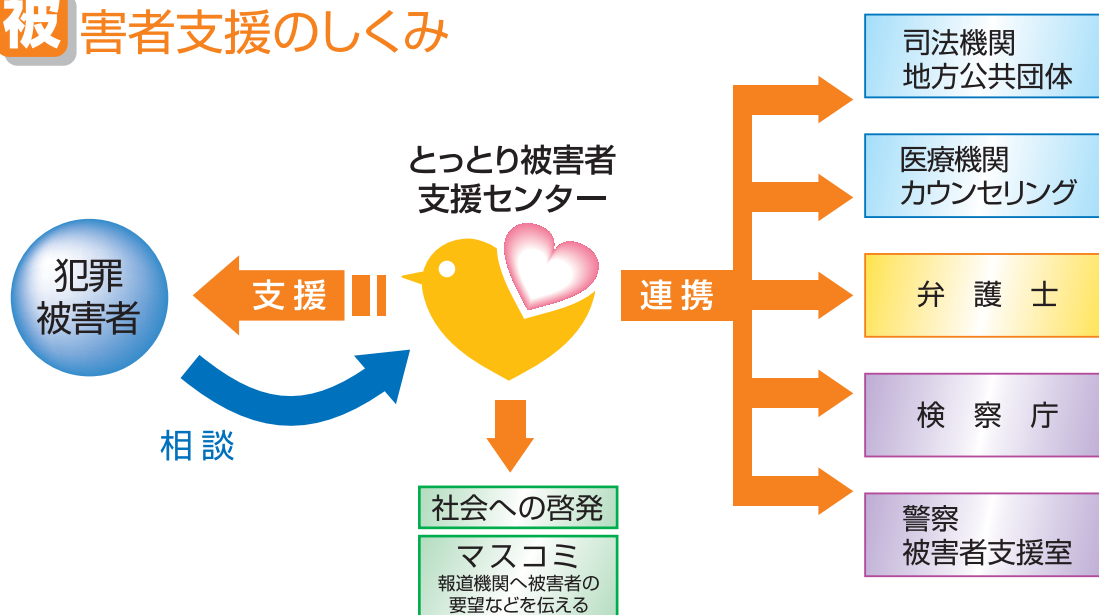 被害者支援のしくみ
とっとり被害者
支援センター
犯罪
被害者
支援
相談
連携
司法機関
地方公共団体
医療機関
カウンセリング
弁護士
検察庁
警察
被害者支援室
社会への啓発
マスコミ
報道機関へ被害者の
要望などを伝える